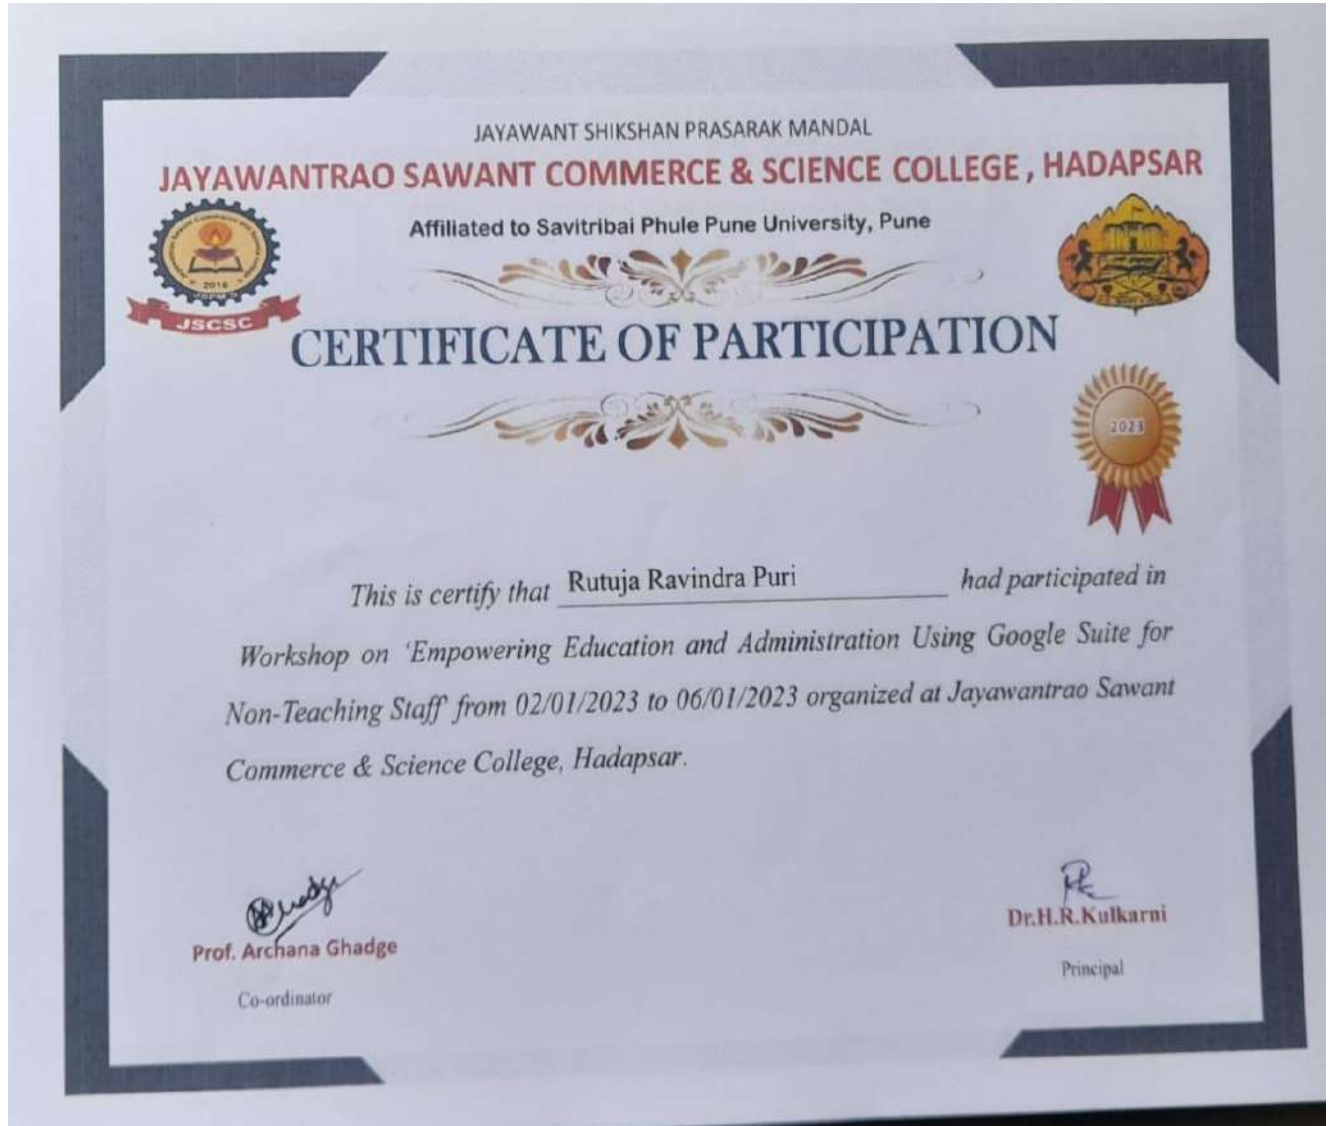 JAYAWANT SHIKSHAN PRASARAK MANDAL
JAYAWANTRAO SAWANT COMMERCE & SCIENCE COLLEGE , HADAPSAR
Affiliated to Savitribai Phule Pune University, Pune
2018
JSPM'S
JSCSC
CERTIFICATE OF PARTICIPATION
2023
This is certify that Rutuja Ravindra Puri had participated in
Workshop on 'Empowering Education and Administration Using Google Suite for
Non-Teaching Staff' from 02/01/2023 to 06/01/2023 organized at Jayawantrao Sawant
Commerce & Science College, Hadapsar.
Prof. Archana Ghadge
Co-ordinator
Dr.H.R.Kulkarni
Principal